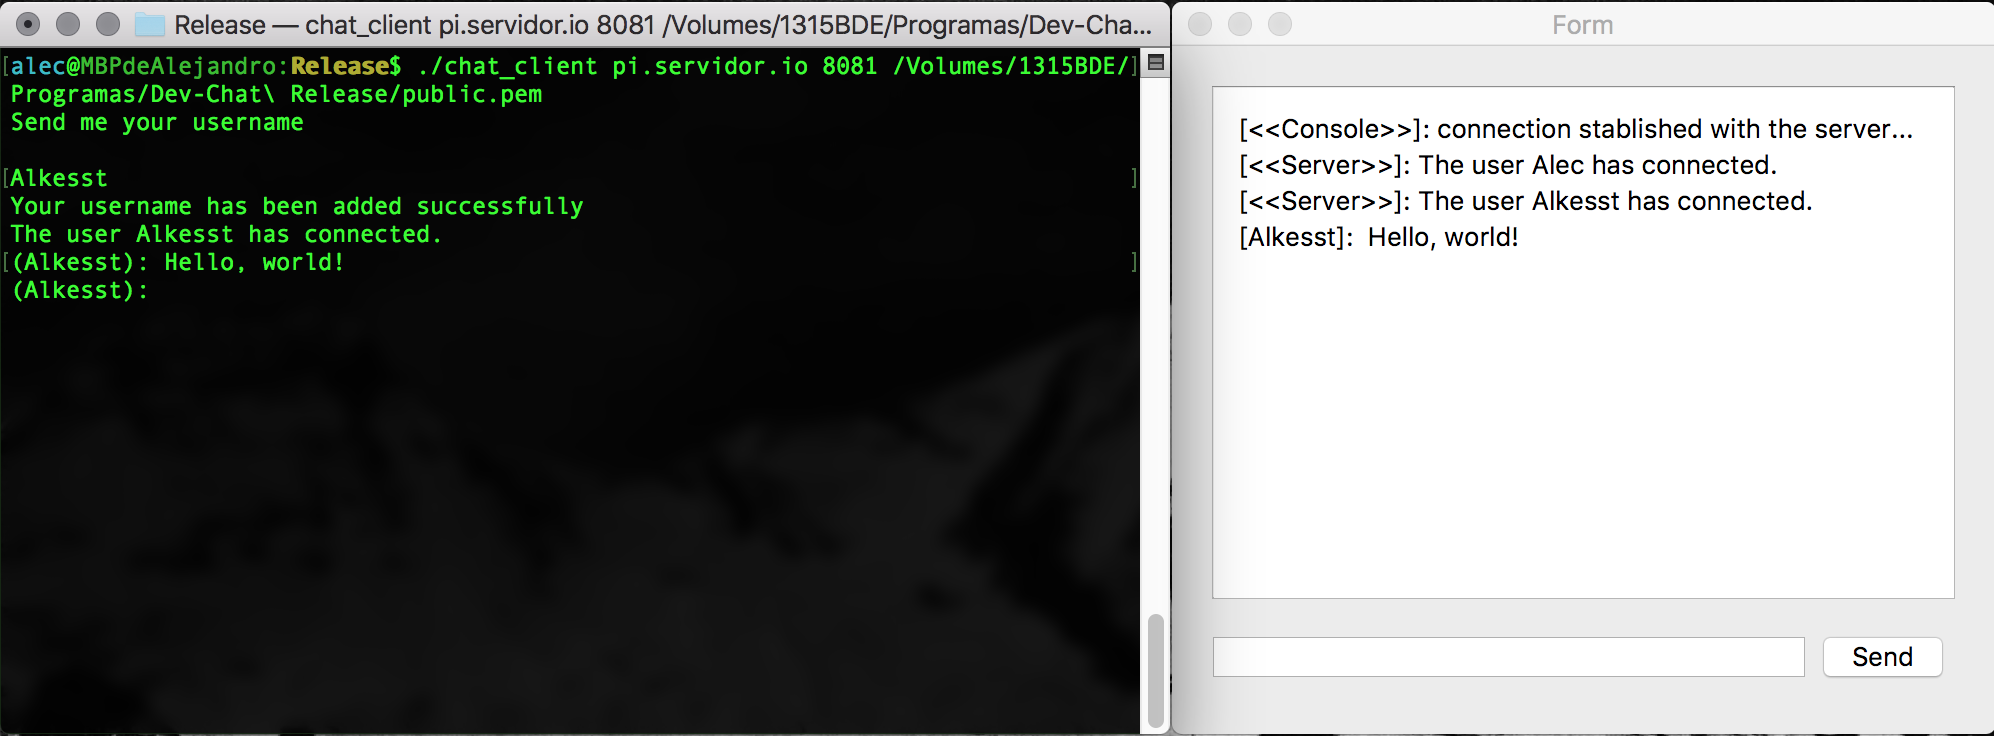 Release — chat_client pi.servidor.io 8081 /Volumes/1315BDE/Programas/Dev-Cha...
[alec@MBPdeAlejandro:Release$ ./chat_client pi.servidor.io 8081 /Volumes/1315BDE/]
Programas/Dev-Chat\ Release/public.pem
Send me your username
[Alkesst ]
Your username has been added successfully
The user Alkesst has connected.
[(Alkesst): Hello, world! ]
(Alkesst):
Form
[<<Console>>]: connection stablished with the server...
[<<Server>>]: The user Alec has connected.
[<<Server>>]: The user Alkesst has connected.
[Alkesst]:  Hello, world!
Send